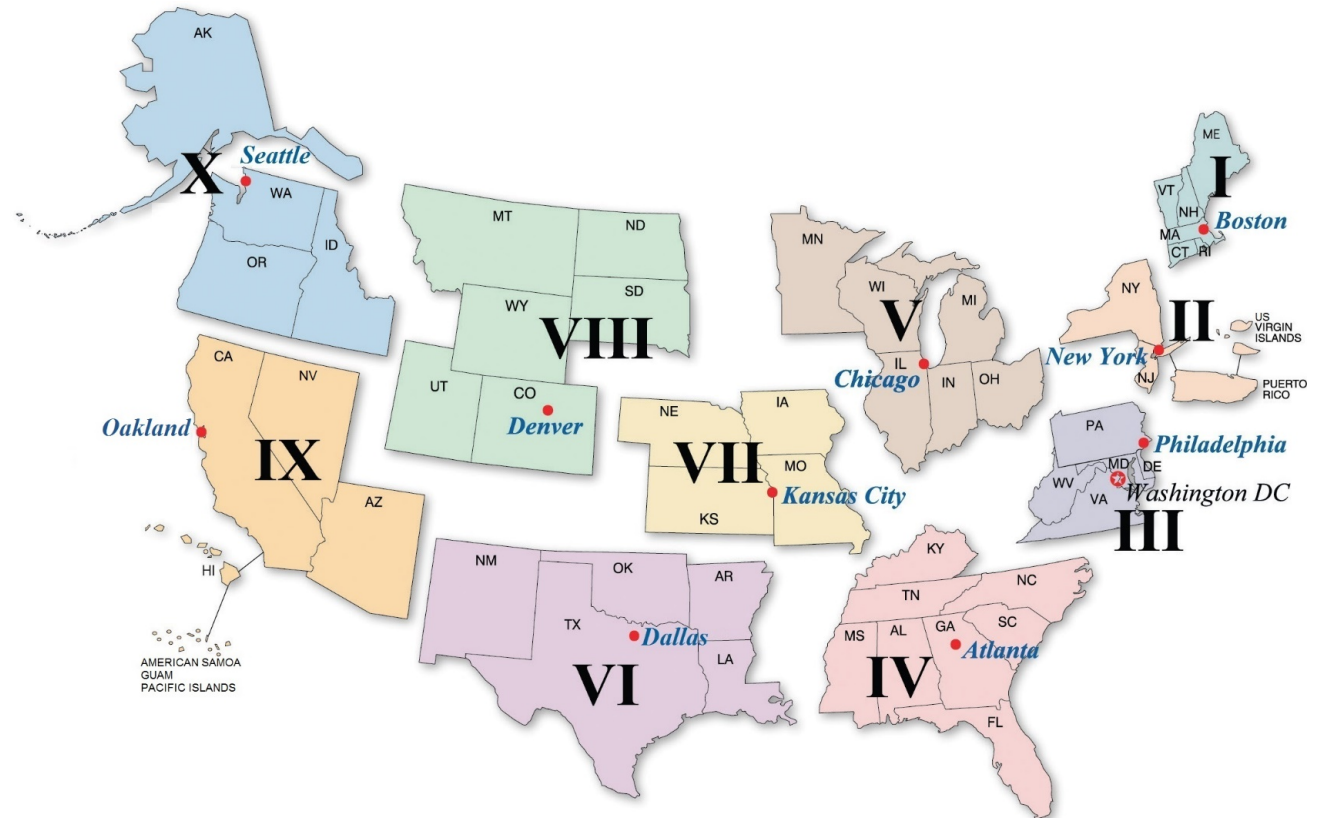 AK
X
Seattle
WA
OR
ID
MT
ND
SD
WY
VIII
UT
CO
Denver
CA
NV
Oakland
IX
AZ
HI
AMERICAN SAMOA
GUAM
PACIFIC ISLANDS
NE
IA
VII
MO
Kansas City
KS
NM
OK
AR
TX
Dallas
LA
VI
MN
WI
MI
V
IL
Chicago
IN
OH
ME
I
VT
NH
Boston
MA
CT
RI
NY
II
US
VIRGIN
ISLANDS
New York
NJ
PUERTO
RICO
PA
Philadelphia
MD
DE
WV
Washington DC
VA
III
KY
NC
TN
SC
MS
AL
GA
Atlanta
IV
FL